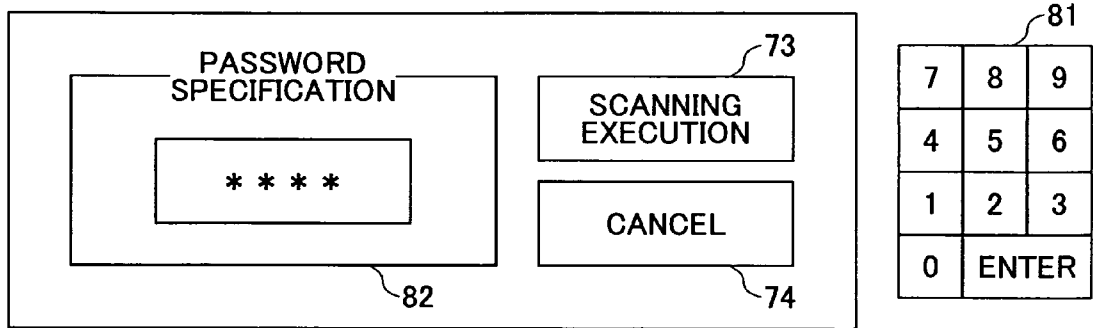 81
73
PASSWORD
SPECIFICATION
SCANNING
EXECUTION
7 8 9
4 5 6
* * * *
1 2 3
CANCEL
0 ENTER
82
74